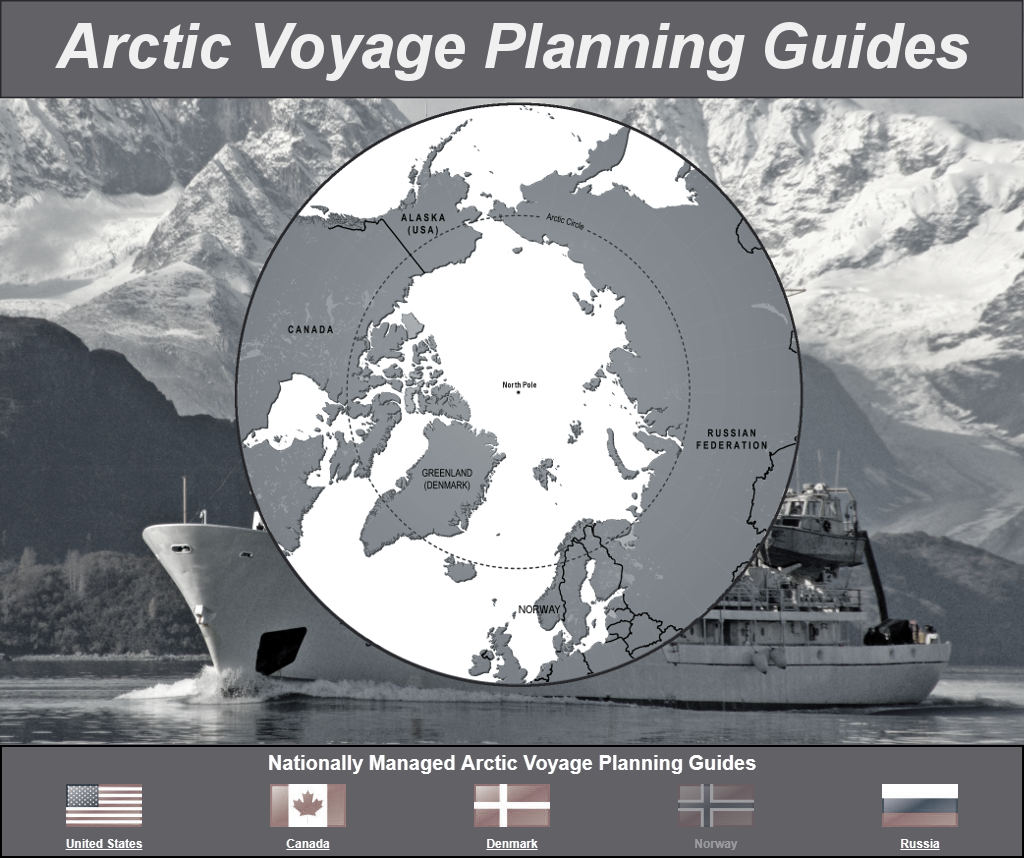 Arctic Voyage Planning Guides
ALASKA
(USA)
Arctic Circle
CANADA
North Pole
RUSSIAN
FEDERATION
GREENLAND
(DENMARK)
NORWAY
Nationally Managed Arctic Voyage Planning Guides
United States
Canada
Denmark
Norway
Russia